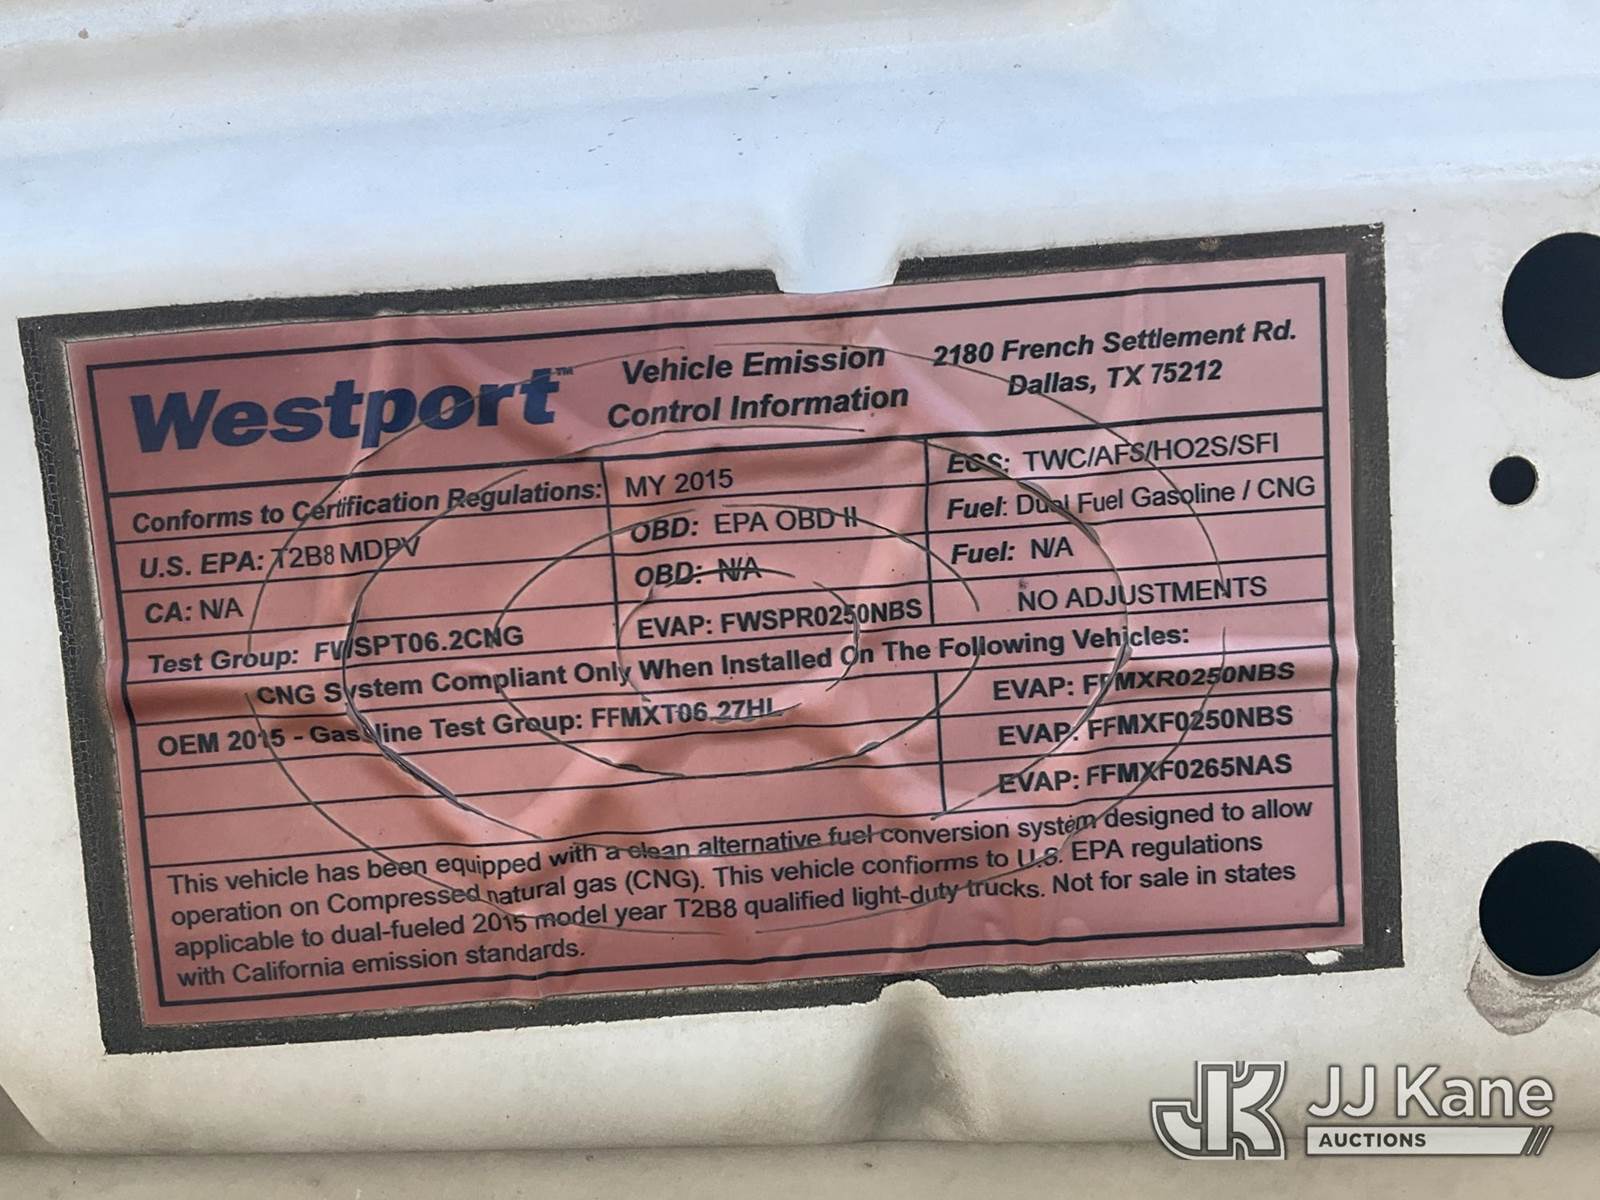 Westport™
Vehicle Emission
Control Information
2180 French Settlement Rd.
Dallas, TX 75212
Conforms to Certification Regulations:
MY 2015
ECS: TWC/AFS/HO2S/SFI
U.S. EPA: T2B8 MDPV
OBD: EPA OBD II
Fuel: Dual Fuel Gasoline / CNG
CA: N/A
OBD: N/A
Fuel: N/A
Test Group: FWSPT06.2CNG
EVAP: FWSPR0250NBS
NO ADJUSTMENTS
CNG System Compliant Only When Installed On The Following Vehicles:
OEM 2015 - Gasoline Test Group: FFMXT06.27HL
EVAP: FFMXR0250NBS
EVAP: FFMXF0250NBS
EVAP: FFMXF0265NAS
This vehicle has been equipped with a clean alternative fuel conversion system designed to allow
operation on Compressed natural gas (CNG). This vehicle confiorms to U.S. EPA regulations
applicable to dual-fueled 2015 model year T2B8 qualified light-duty trucks. Not for sale in states
with California emission standards.
JK JJ Kane
AUCTIONS